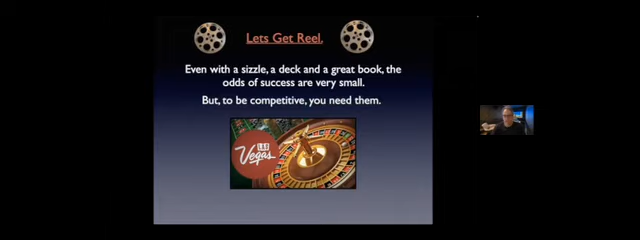 Lets Get Reel.
Even with a sizzle, a deck and a great book, the
odds of success are very small.
But, to be competitive, you need them.
LAS
Vegas